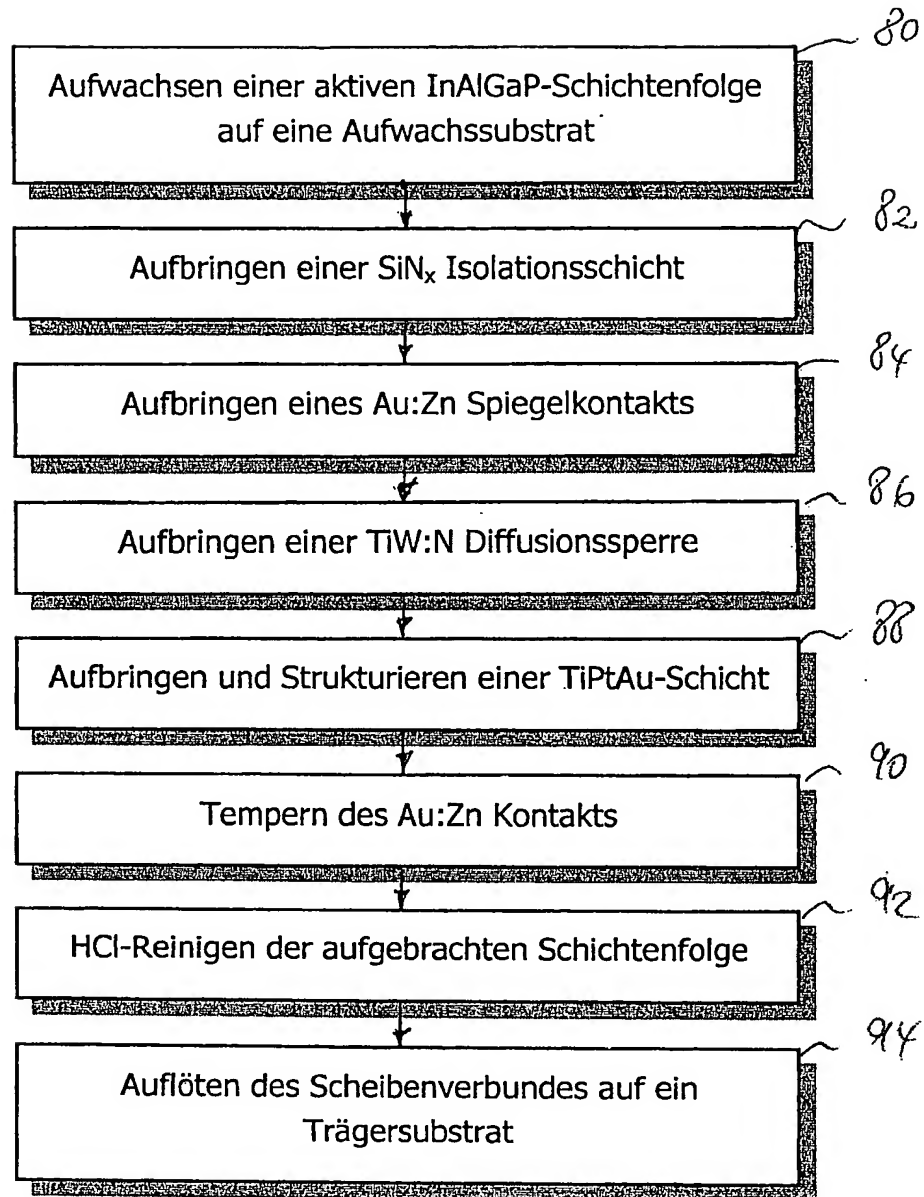 80
Aufwachsen einer aktiven InAlGaP-Schichtenfolge
auf eine Aufwachssubstrat
82
Aufbringen einer SiNₓ Isolationsschicht
84
Aufbringen eines Au:Zn Spiegelkontakts
86
Aufbringen einer TiW:N Diffusionssperre
88
Aufbringen und Strukturieren einer TiPtAu-Schicht
90
Tempern des Au:Zn Kontakts
92
HCl-Reinigen der aufgebrachten Schichtenfolge
94
Auflöten des Scheibenverbundes auf ein
Trägersubstrat